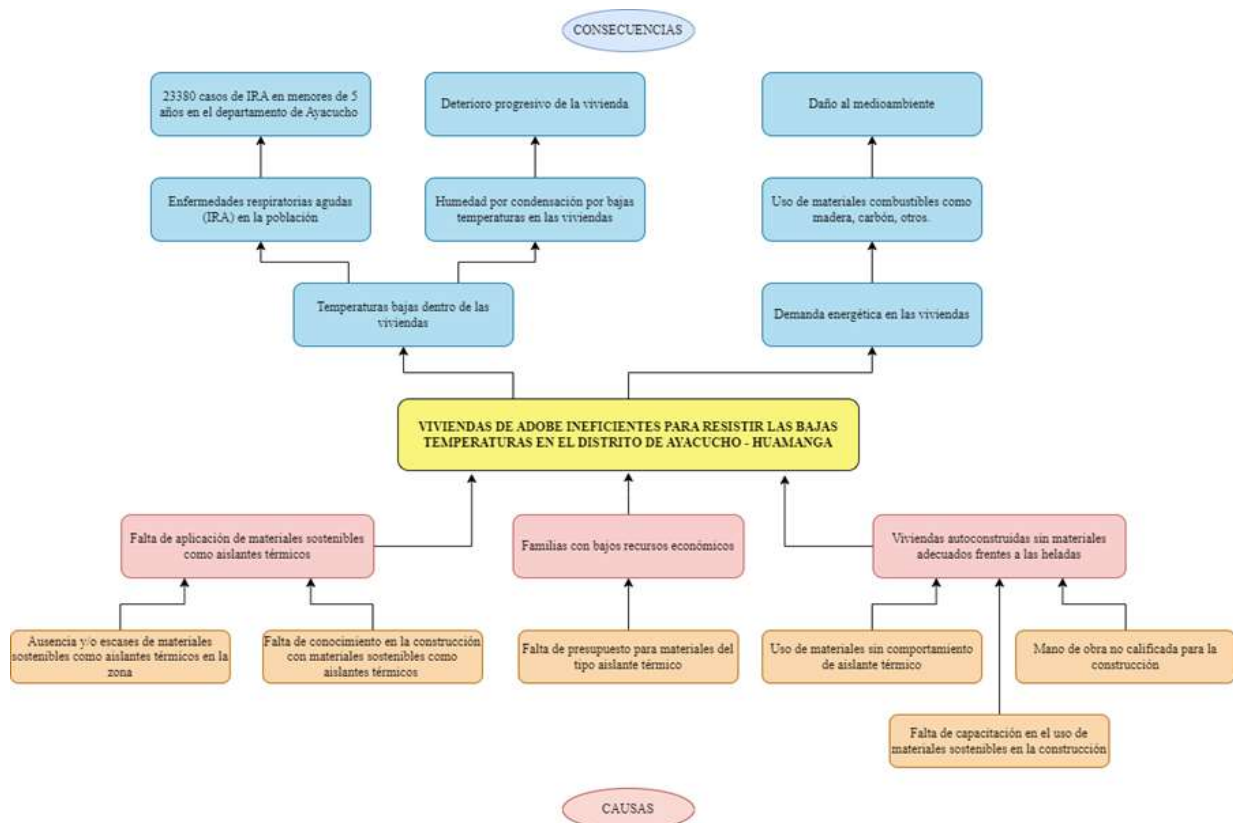 CONSECUENCIAS
23380 casos de IRA en menores de 5
años en el departamento de Ayacucho
Deterioro progresivo de la vivienda
Daño al medioambiente
Enfermedades respiratorias agudas
(IRA) en la población
Humedad por condensación por bajas
temperaturas en las viviendas
Uso de materiales combustibles como
madera, carbón, otros.
Temperaturas bajas dentro de las
viviendas
Demanda energética en las viviendas
VIVIENDAS DE ADOBE INEFICIENTES PARA RESISTIR LAS BAJAS
TEMPERATURAS EN EL DISTRITO DE AYACUCHO - HUAMANGA
Falta de aplicación de materiales sostenibles
como aislantes térmicos
Familias con bajos recursos económicos
Viviendas autoconstruidas sin materiales
adecuados frentes a las heladas
Ausencia y/o escases de materiales
sostenibles como aislantes térmicos en la
zona
Falta de conocimiento en la construcción
con materiales sostenibles como
aislantes térmicos
Falta de presupuesto para materiales del
tipo aislante térmico
Uso de materiales sin comportamiento
de aislante térmico
Mano de obra no calificada para la
construcción
Falta de capacitación en el uso de
materiales sostenibles en la construcción
CAUSAS